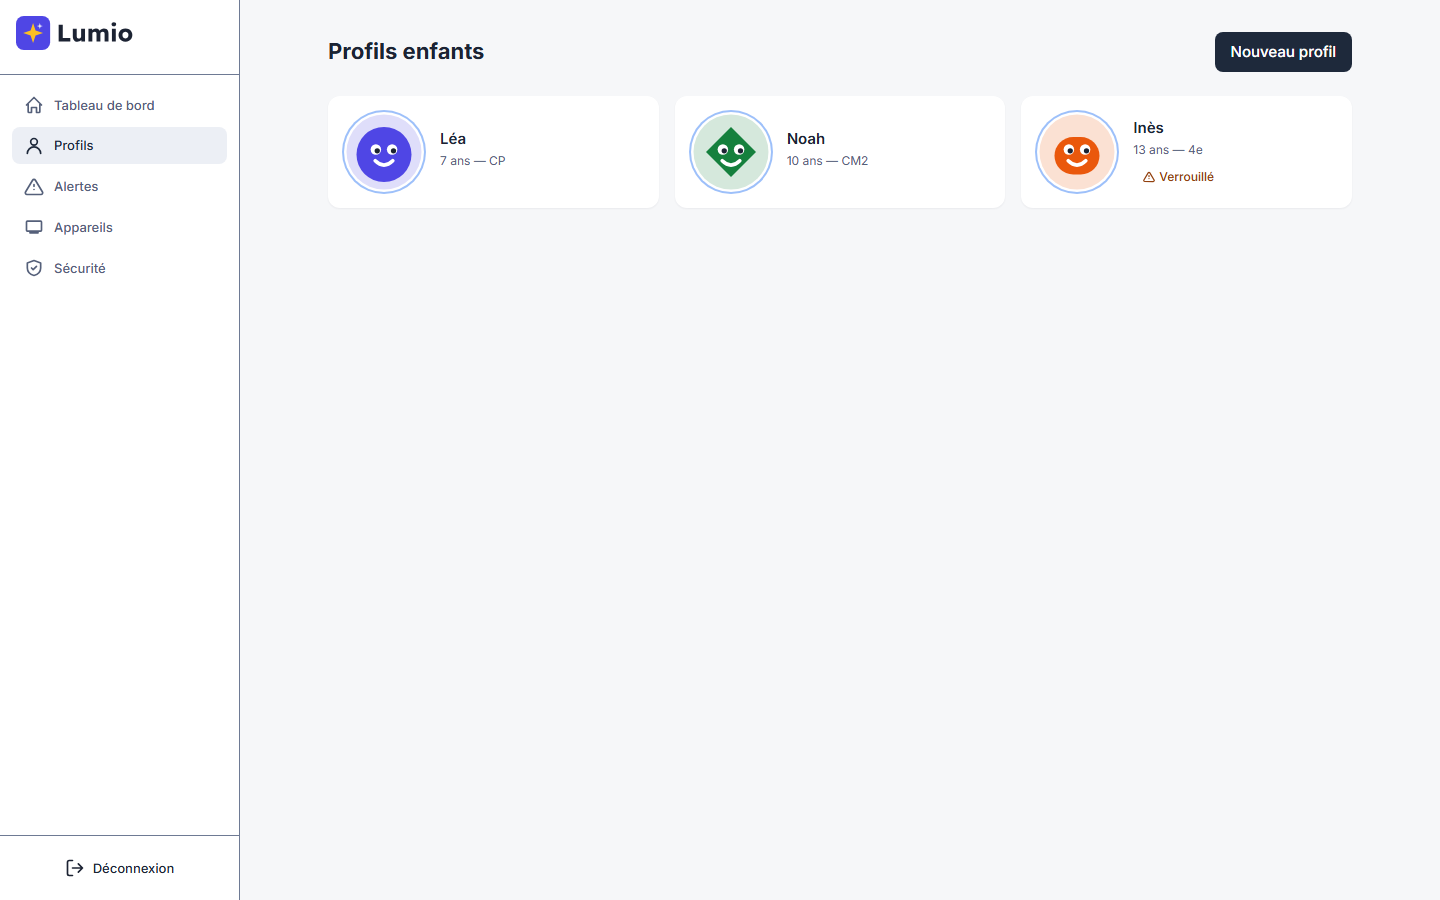 Lumio
Tableau de bord
Profils
Alertes
Appareils
Sécurité
Déconnexion
Profils enfants
Nouveau profil
Léa
7 ans — CP
Noah
10 ans — CM2
Inès
13 ans — 4e
Verrouillé